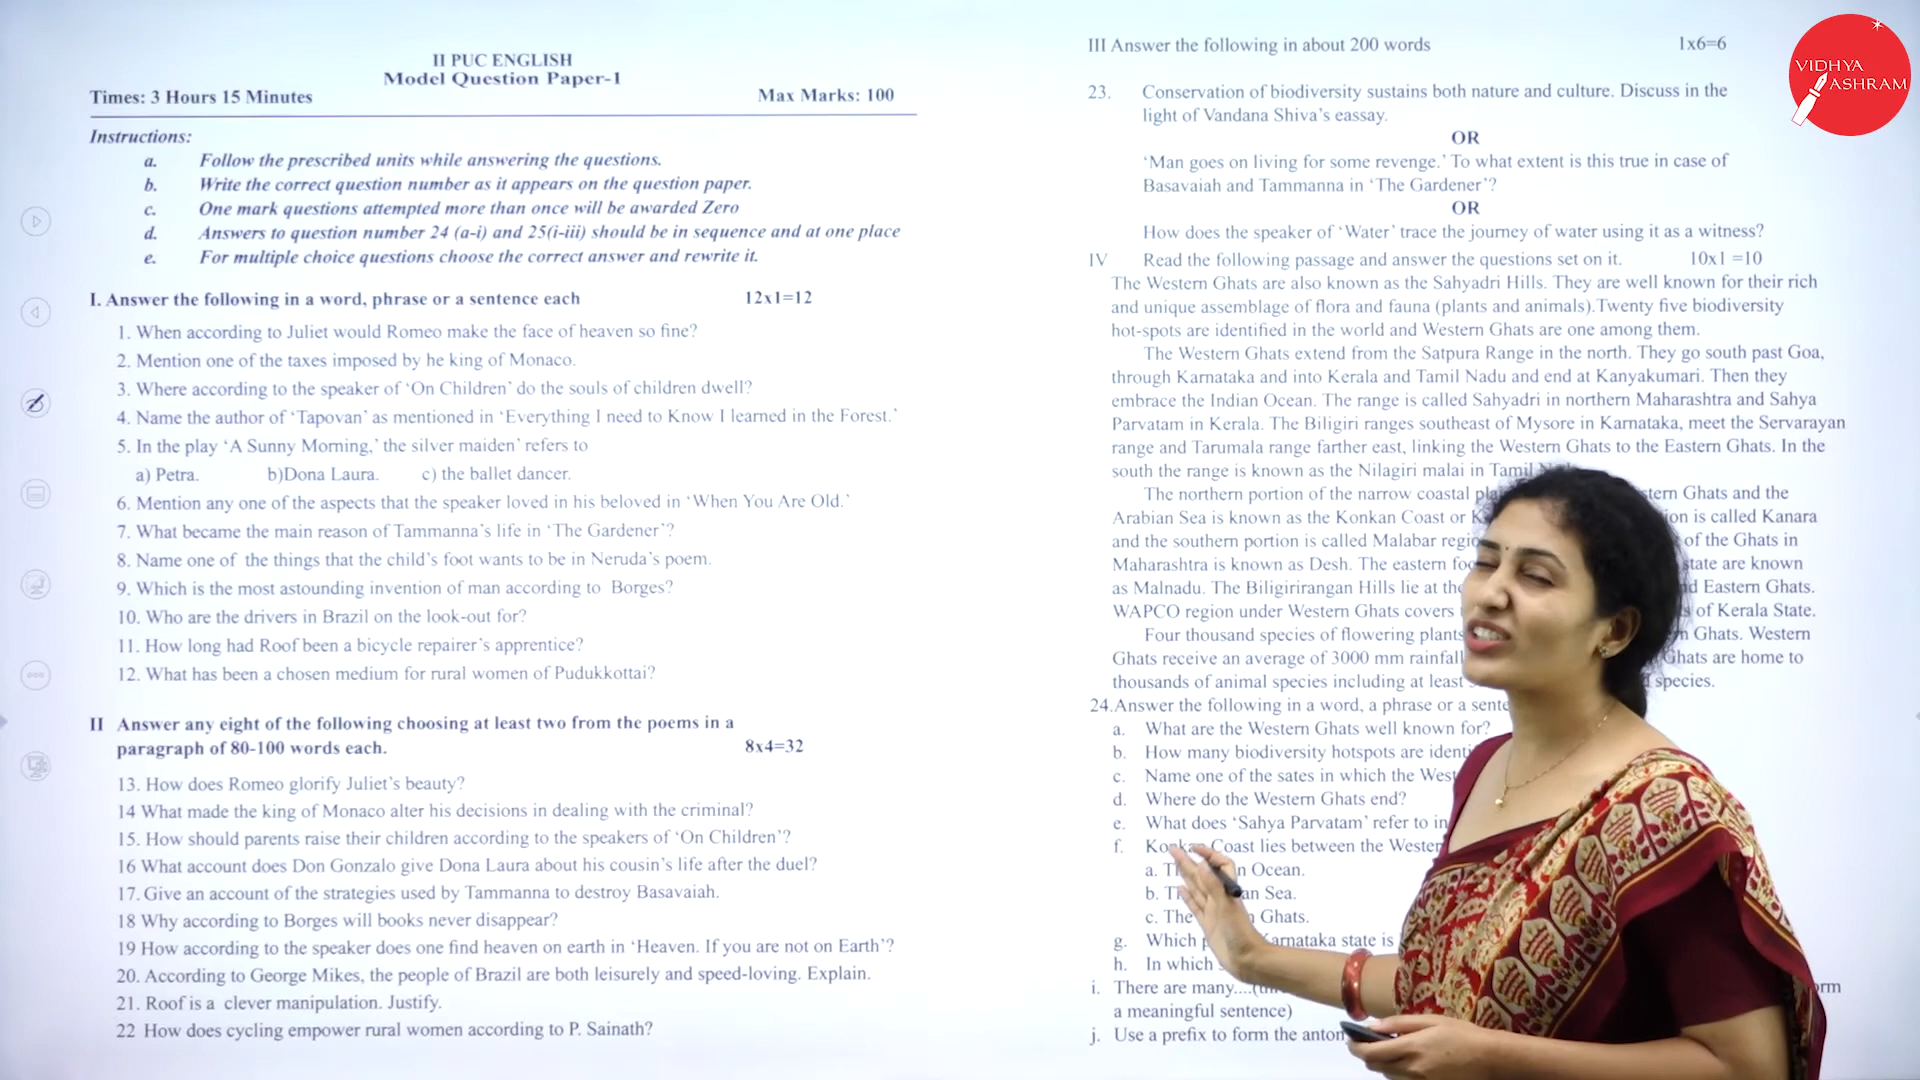 II PUC ENGLISH
Model Question Paper-1
Times: 3 Hours 15 Minutes
Max Marks: 100
Instructions:
a. Follow the prescribed units while answering the questions.
b. Write the correct question number as it appears on the question paper.
c. One mark questions attempted more than once will be awarded Zero
d. Answers to question number 24 (a-i) and 25(i-iii) should be in sequence and at one place
e. For multiple choice questions choose the correct answer and rewrite it.
I. Answer the following in a word, phrase or a sentence each 12x1=12
1. When according to Juliet would Romeo make the face of heaven so fine?
2. Mention one of the taxes imposed by he king of Monaco.
3. Where according to the speaker of ‘On Children’ do the souls of children dwell?
4. Name the author of ‘Tapovan’ as mentioned in ‘Everything I need to Know I learned in the Forest.’
5. In the play ‘A Sunny Morning,’ the silver maiden’ refers to
a) Petra. b)Dona Laura. c) the ballet dancer.
6. Mention any one of the aspects that the speaker loved in his beloved in ‘When You Are Old.’
7. What became the main reason of Tammanna’s life in ‘The Gardener’?
8. Name one of the things that the child’s foot wants to be in Neruda’s poem.
9. Which is the most astounding invention of man according to Borges?
10. Who are the drivers in Brazil on the look-out for?
11. How long had Roof been a bicycle repairer’s apprentice?
12. What has been a chosen medium for rural women of Pudukkottai?
II Answer any eight of the following choosing at least two from the poems in a
paragraph of 80-100 words each. 8x4=32
13. How does Romeo glorify Juliet’s beauty?
14 What made the king of Monaco alter his decisions in dealing with the criminal?
15. How should parents raise their children according to the speakers of ‘On Children’?
16 What account does Don Gonzalo give Dona Laura about his cousin’s life after the duel?
17. Give an account of the strategies used by Tammanna to destroy Basavaiah.
18 Why according to Borges will books never disappear?
19 How according to the speaker does one find heaven on earth in ‘Heaven. If you are not on Earth’?
20. According to George Mikes, the people of Brazil are both leisurely and speed-loving. Explain.
21. Roof is a clever manipulation. Justify.
22 How does cycling empower rural women according to P. Sainath?
III Answer the following in about 200 words 1x6=6
23. Conservation of biodiversity sustains both nature and culture. Discuss in the
light of Vandana Shiva’s eassay.
OR
‘Man goes on living for some revenge.’ To what extent is this true in case of
Basavaiah and Tammanna in ‘The Gardener’?
OR
How does the speaker of ‘Water’ trace the journey of water using it as a witness?
IV Read the following passage and answer the questions set on it. 10x1 =10
The Western Ghats are also known as the Sahyadri Hills. They are well known for their rich
and unique assemblage of flora and fauna (plants and animals).Twenty five biodiversity
hot-spots are identified in the world and Western Ghats are one among them.
The Western Ghats extend from the Satpura Range in the north. They go south past Goa,
through Karnataka and into Kerala and Tamil Nadu and end at Kanyakumari. Then they
embrace the Indian Ocean. The range is called Sahyadri in northern Maharashtra and Sahya
Parvatam in Kerala. The Biligiri ranges southeast of Mysore in Karnataka, meet the Servarayan
range and Tarumala range farther east, linking the Western Ghats to the Eastern Ghats. In the
south the range is known as the Nilagiri malai in Tamil
The northern portion of the narrow coastal Ghats and the
Arabian Sea is known as the Konkan Coast or is called Kanara
and the southern portion is called Malabar of the Ghats in
Maharashtra is known as Desh. The eastern state are known
as Malnadu. The Biligirirangan Hills lie at Eastern Ghats.
WAPCO region under Western Ghats covers of Kerala State.
Four thousand species of flowering plants Ghats. Western
Ghats receive an average of 3000 mm rainfall Ghats are home to
thousands of animal species including at least species.
24.Answer the following in a word, a phrase or a
a. What are the Western Ghats well known for?
b. How many biodiversity hotspots are
c. Name one of the sates in which the
d. Where do the Western Ghats end?
e. What does ‘Sahya Parvatam’ refer to in
f. Coast lies between the
a. Ocean.
b. Sea.
c. The Ghats.
g. Which Karnataka state is
h. In which
i. There are many....
a meaningful sentence)
j. Use a prefix to form the
VIDHYA
ASHRAM